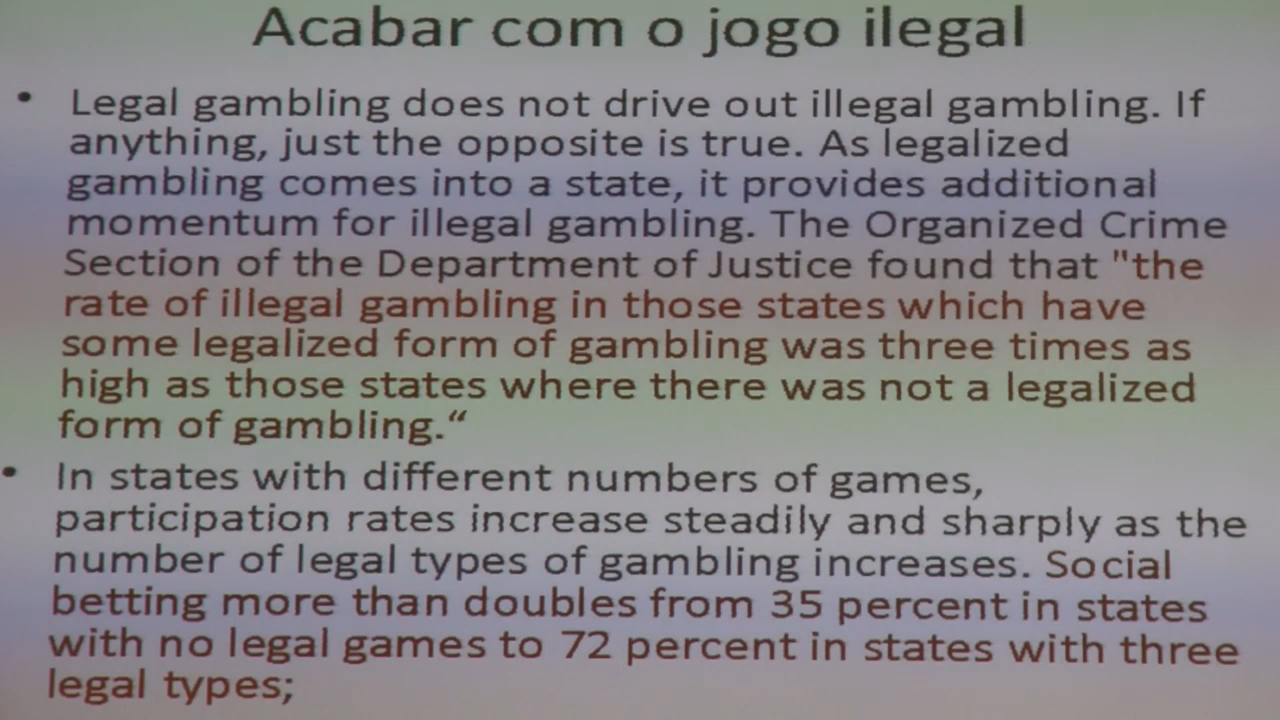 Acabar com o jogo ilegal
• Legal gambling does not drive out illegal gambling. If
anything, just the opposite is true. As legalized
gambling comes into a state, it provides additional
momentum for illegal gambling. The Organized Crime
Section of the Department of Justice found that "the
rate of illegal gambling in those states which have
some legalized form of gambling was three times as
high as those states where there was not a legalized
form of gambling.“
• In states with different numbers of games,
participation rates increase steadily and sharply as the
number of legal types of gambling increases. Social
betting more than doubles from 35 percent in states
with no legal games to 72 percent in states with three
legal types;